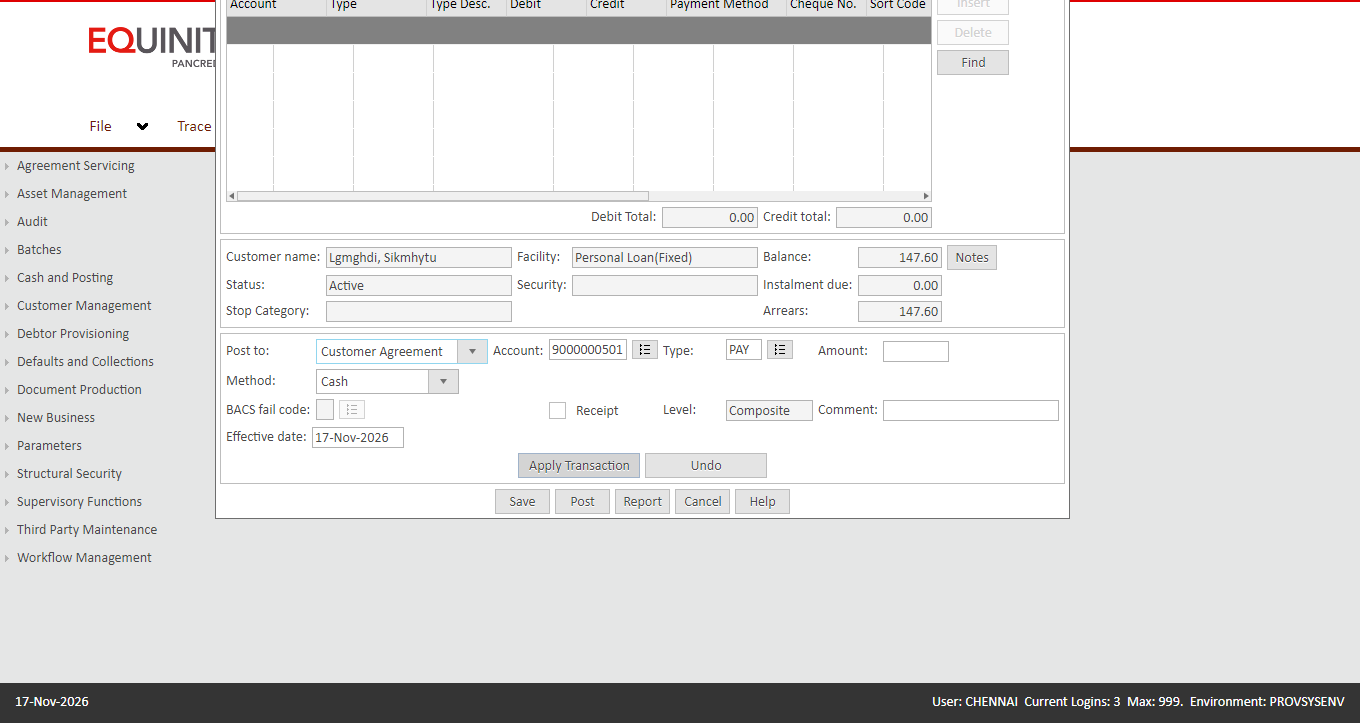 Account Type Type Desc. Debit Credit Payment Method Cheque No. Sort Code Insert
Delete
Find
EQUINIT
PANCRE
File Trace
Agreement Servicing
Asset Management
Audit
Batches
Cash and Posting
Customer Management
Debtor Provisioning
Defaults and Collections
Document Production
New Business
Parameters
Structural Security
Supervisory Functions
Third Party Maintenance
Workflow Management
Debit Total: 0.00 Credit total: 0.00
Customer name: Lgmghdi, Sikmhytu Facility: Personal Loan(Fixed) Balance: 147.60 Notes
Status: Active Security: Instalment due: 0.00
Stop Category: Arrears: 147.60
Post to: Customer Agreement Account: 9000000501 Type: PAY Amount:
Method: Cash
BACS fail code: Receipt Level: Composite Comment:
Effective date: 17-Nov-2026
Apply Transaction Undo
Save Post Report Cancel Help
17-Nov-2026 User: CHENNAI Current Logins: 3 Max: 999. Environment: PROVSYSENV